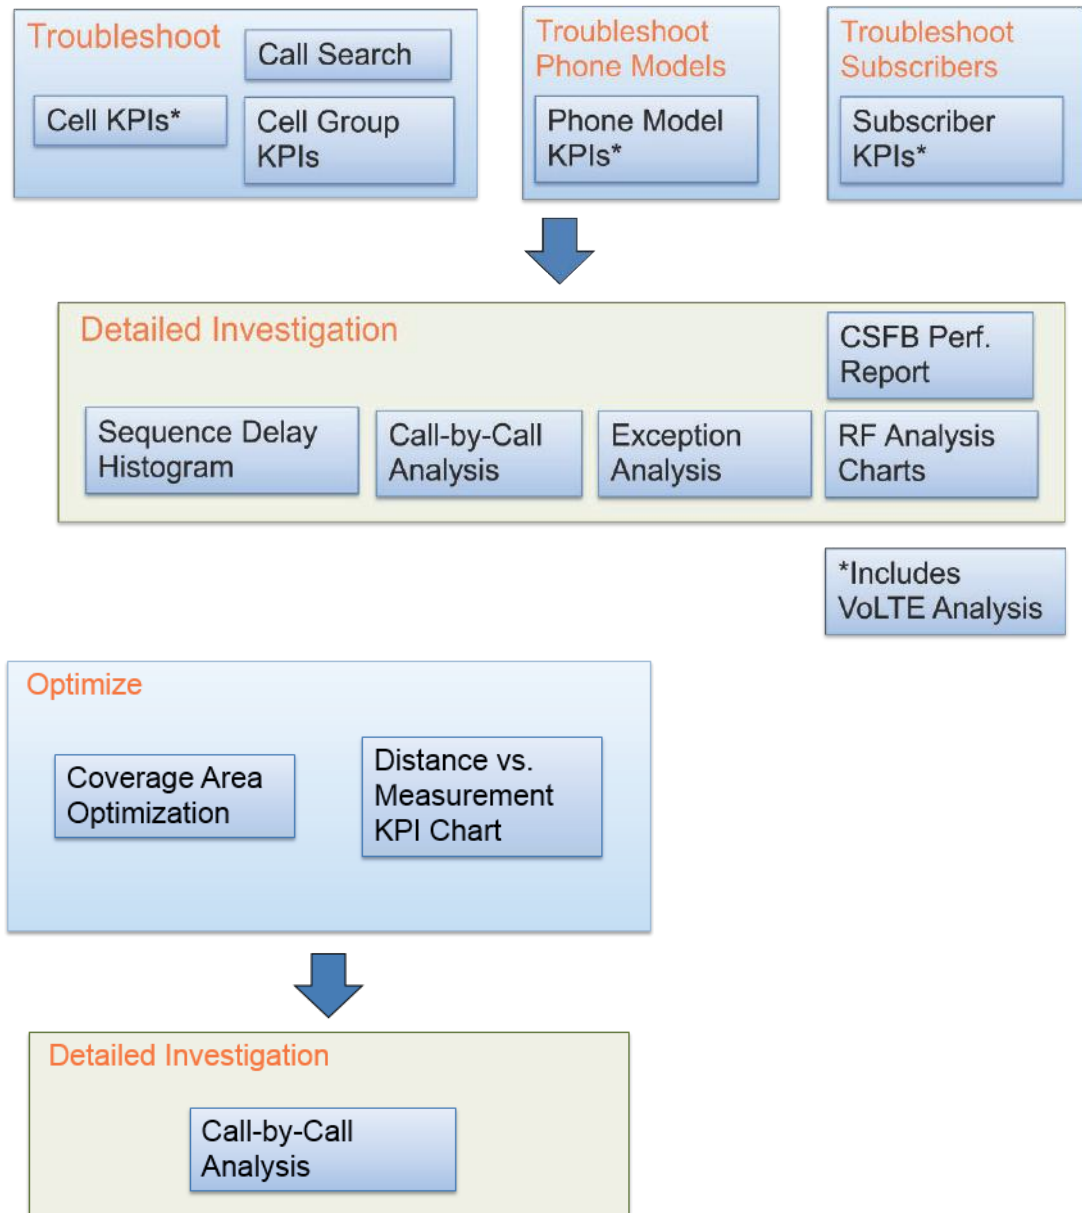 Troubleshoot
Call Search
Cell KPIs*
Cell Group
KPIs
Troubleshoot
Phone Models
Phone Model
KPIs*
Troubleshoot
Subscribers
Subscriber
KPIs*
Detailed Investigation
CSFB Perf.
Report
Sequence Delay
Histogram
Call-by-Call
Analysis
Exception
Analysis
RF Analysis
Charts
*Includes
VoLTE Analysis
Optimize
Coverage Area
Optimization
Distance vs.
Measurement
KPI Chart
Detailed Investigation
Call-by-Call
Analysis